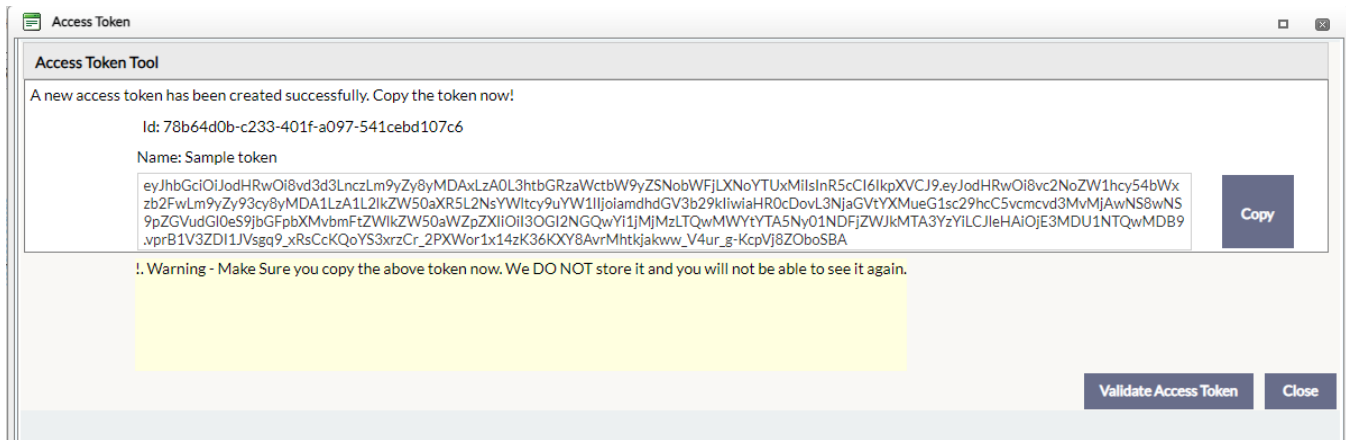 Access Token
Access Token Tool
A new access token has been created successfully. Copy the token now!
Id: 78b64d0b-c233-401f-a097-541cebd107c6
Name: Sample token
eyJhbGciOiJodHRwOi8vd3d3LnczLm9yZy8yMDAxLzA0L3htbGRzaWctbW9yZSNobWFjLXNoYTUxMiIsInR5cCI6IkpXVCJ9.eyJodHRwOi8vc2NoZW1hcy54bWx
zb2FwLm9yZy93cy8yMDA1LzA1L2lkZW50aXR5L2NsYWltcy9uYW1lIjoiamdhdGV3b29kIiwiaHR0cDovL3NjaGVtYXMueG1sc29hcC5vcmcvd3MvMjAwNS8wNS
9pZGVudGl0eS9jbGFpbXMvbmFtZWlkZW50aWZpZXIiOiI3OGI2NGQwYi1jMjMzLTQwMWYtYTA5Ny01NDFjZWJkMTA3YzYiLCJleHAiOjE3MDU1NTQwMDB9
.vprB1V3ZDI1JVsgq9_xRsCcKQoYS3xrzCr_2PXWor1x14zK36KXY8AvrMhtkjakww_V4ur_g-KcpVj8ZOboSBA
Copy
!. Warning - Make Sure you copy the above token now. We DO NOT store it and you will not be able to see it again.
Validate Access Token
Close